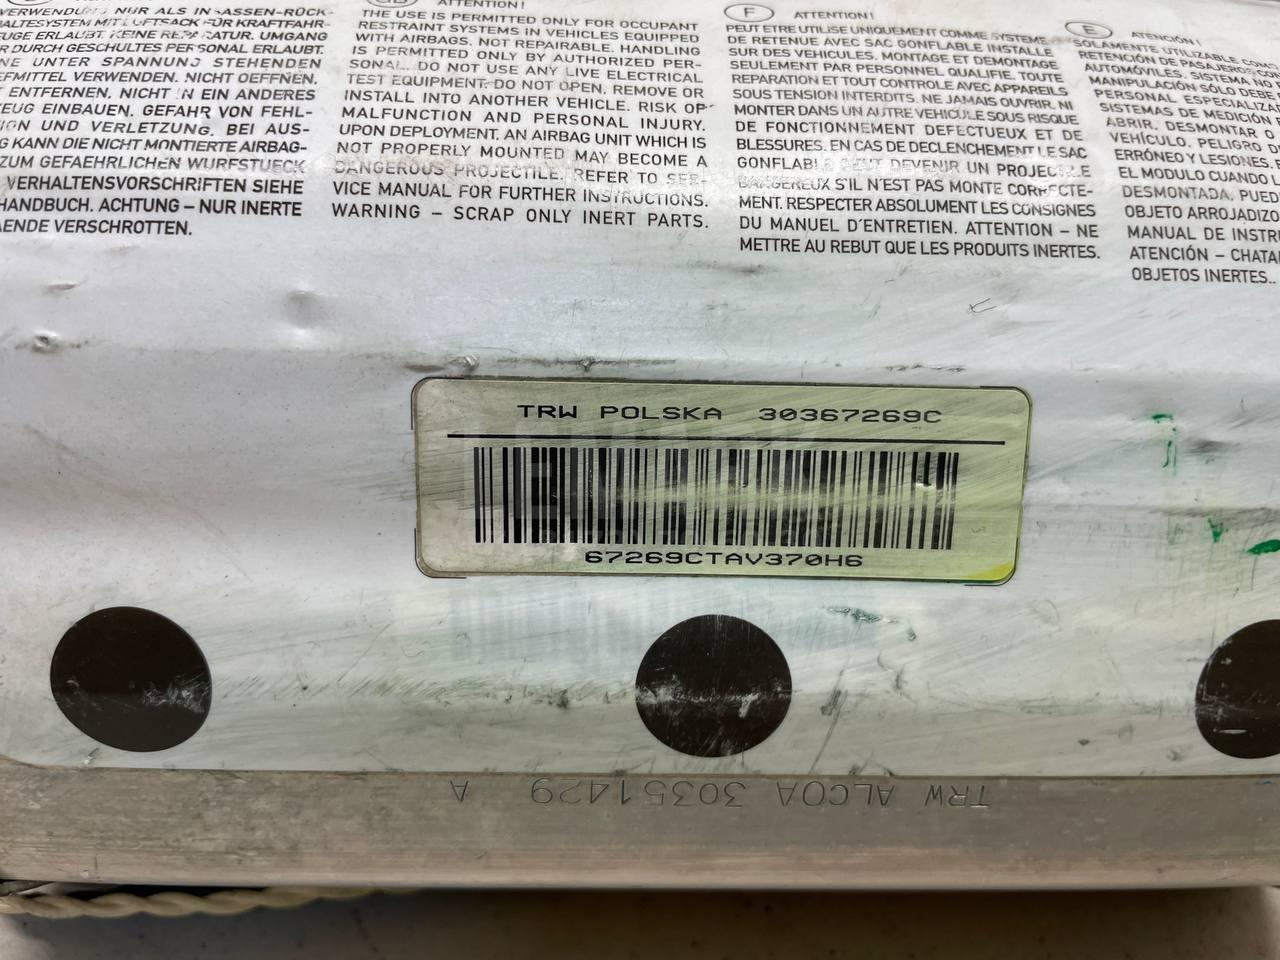 VERWENDUNG NUR ALS INSASSEN-RÜCK-
HALTESYSTEM MIT LUFTSACK FÜR KRAFTFAHR-
ZEUGE ERLAUBT. KEINE REPARATUR. UMGANG
DURCH GESCHULTES PERSONAL ERLAUBT.
UNTER SPANNUNG STEHENDEN
VERWENDEN. NICHT OEFFNEN,
ENTFERNEN. NICHT IN EIN ANDERES
EINBAUEN. GEFAHR VON FEHL-
UND VERLETZUNG. BEI AUS-
KANN DIE NICHT MONTIERTE AIRBAG-
ZUM GEFAEHRLICHEN WURFSTUECK
VERHALTENSVORSCHRIFTEN SIEHE
HANDBUCH. ACHTUNG – NUR INERTE
VERSCHROTTEN.
GB ATTENTION!
THE USE IS PERMITTED ONLY FOR OCCUPANT
RESTRAINT SYSTEMS IN VEHICLES EQUIPPED
WITH AIRBAGS. NOT REPAIRABLE. HANDLING
IS PERMITTED ONLY BY AUTHORIZED PER-
SONAL. DO NOT USE ANY LIVE ELECTRICAL
TEST EQUIPMENT. DO NOT OPEN, REMOVE OR
INSTALL INTO ANOTHER VEHICLE. RISK OF
MALFUNCTION AND PERSONAL INJURY.
UPON DEPLOYMENT, AN AIRBAG UNIT WHICH IS
NOT PROPERLY MOUNTED MAY BECOME A
DANGEROUS PROJECTILE. REFER TO SER-
VICE MANUAL FOR FURTHER INSTRUCTIONS.
WARNING – SCRAP ONLY INERT PARTS.
F ATTENTION!
PEUT ETRE UTILISE UNIQUEMENT COMME SYSTEME
DE RDTENUE AVEC SAC GONFLABLE INSTALLE
SUR DES VEHICULES. MONTAGE ET DEMONTAGE
SEULEMENT PAR PERSONNEL QUALIFIE. TOUTE
REPARATION ET TOUT CONTROLE AVEC APPAREILS
SOUS TENSION INTERDITS. NE JAMAIS OUVRIR, NI
MONTER DANS UN AUTRE VEHICULE SOUS RISQUE
DE FONCTIONNEMENT DEFECTUEUX ET DE
BLESSURES. EN CAS DE DECLENCHEMENT LE SAC
GONFLABLE PEUT DEVENIR UN PROJECTILE
DANGEREUX S'IL N'EST PAS MONTE CORRECTE-
MENT. RESPECTER ABSOLUMENT LES CONSIGNES
DU MANUEL D'ENTRETIEN. ATTENTION – NE
METTRE AU REBUT QUE LES PRODUITS INERTES.
E ATENCIÓN!
SOLAMENTE UTILIZABLE COMO
RETENCIÓN DE PASAJEROS
AUTOMÓVILES. SISTEMA NO
MANIPULACIÓN SÓLO DEBE
PERSONAL ESPECIALIZA
SISTEMAS DE MEDICIÓN
ABRIR, DESMONTAR O
VEHÍCULO. PELIGRO DE
ERRÓNEO Y LESIONES.
EL MODULO CUANDO
DESMONTADA, PUED
OBJETO ARROJADIZO
MANUAL DE INSTR
ATENCIÓN – CHATA
OBJETOS INERTES..
TRW POLSKA 30367269C
67269CTAV370H6
TRW ALCOA 30351429 A